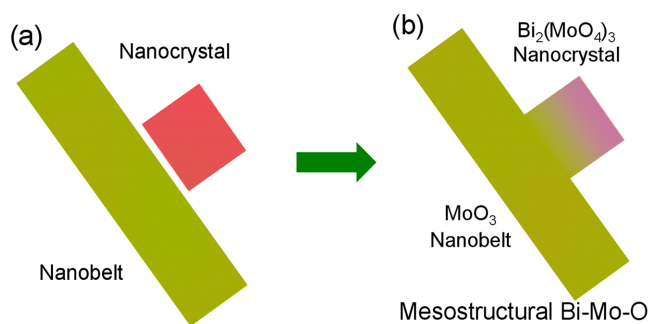 (a)
Nanocrystal
Nanobelt
(b)
Bi₂(MoO₄)₃
Nanocrystal
MoO₃
Nanobelt
Mesostructural Bi-Mo-O